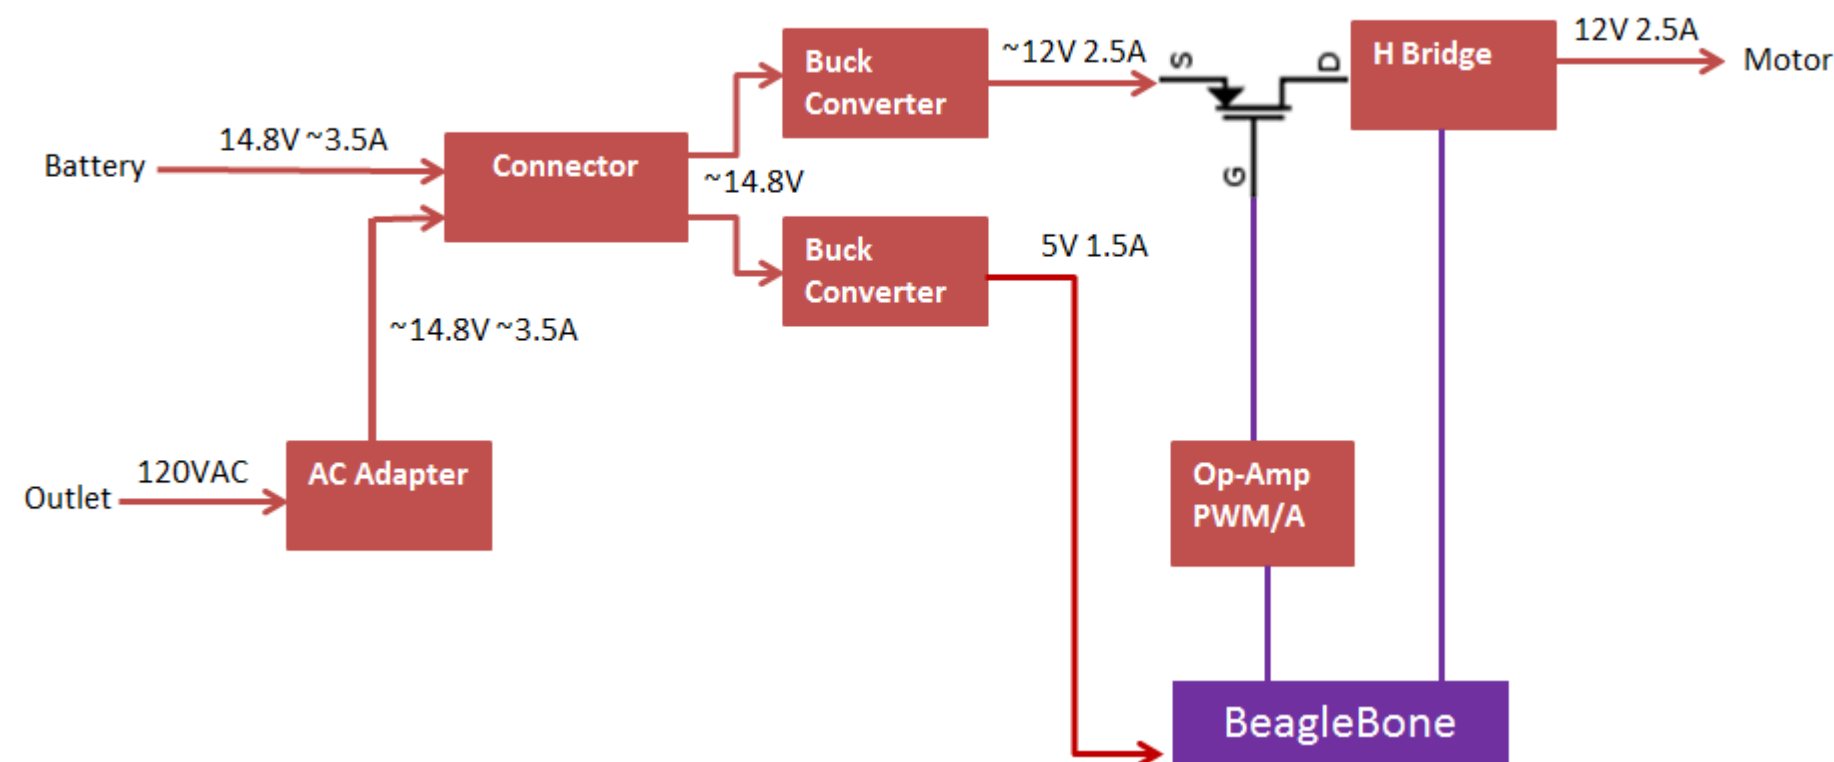 Battery
14.8V ~3.5A
Connector
~14.8V
Buck
Converter
~12V 2.5A
S
D
G
H Bridge
12V 2.5A
Motor
Buck
Converter
5V 1.5A
~14.8V ~3.5A
Outlet
120VAC
AC Adapter
Op-Amp
PWM/A
BeagleBone